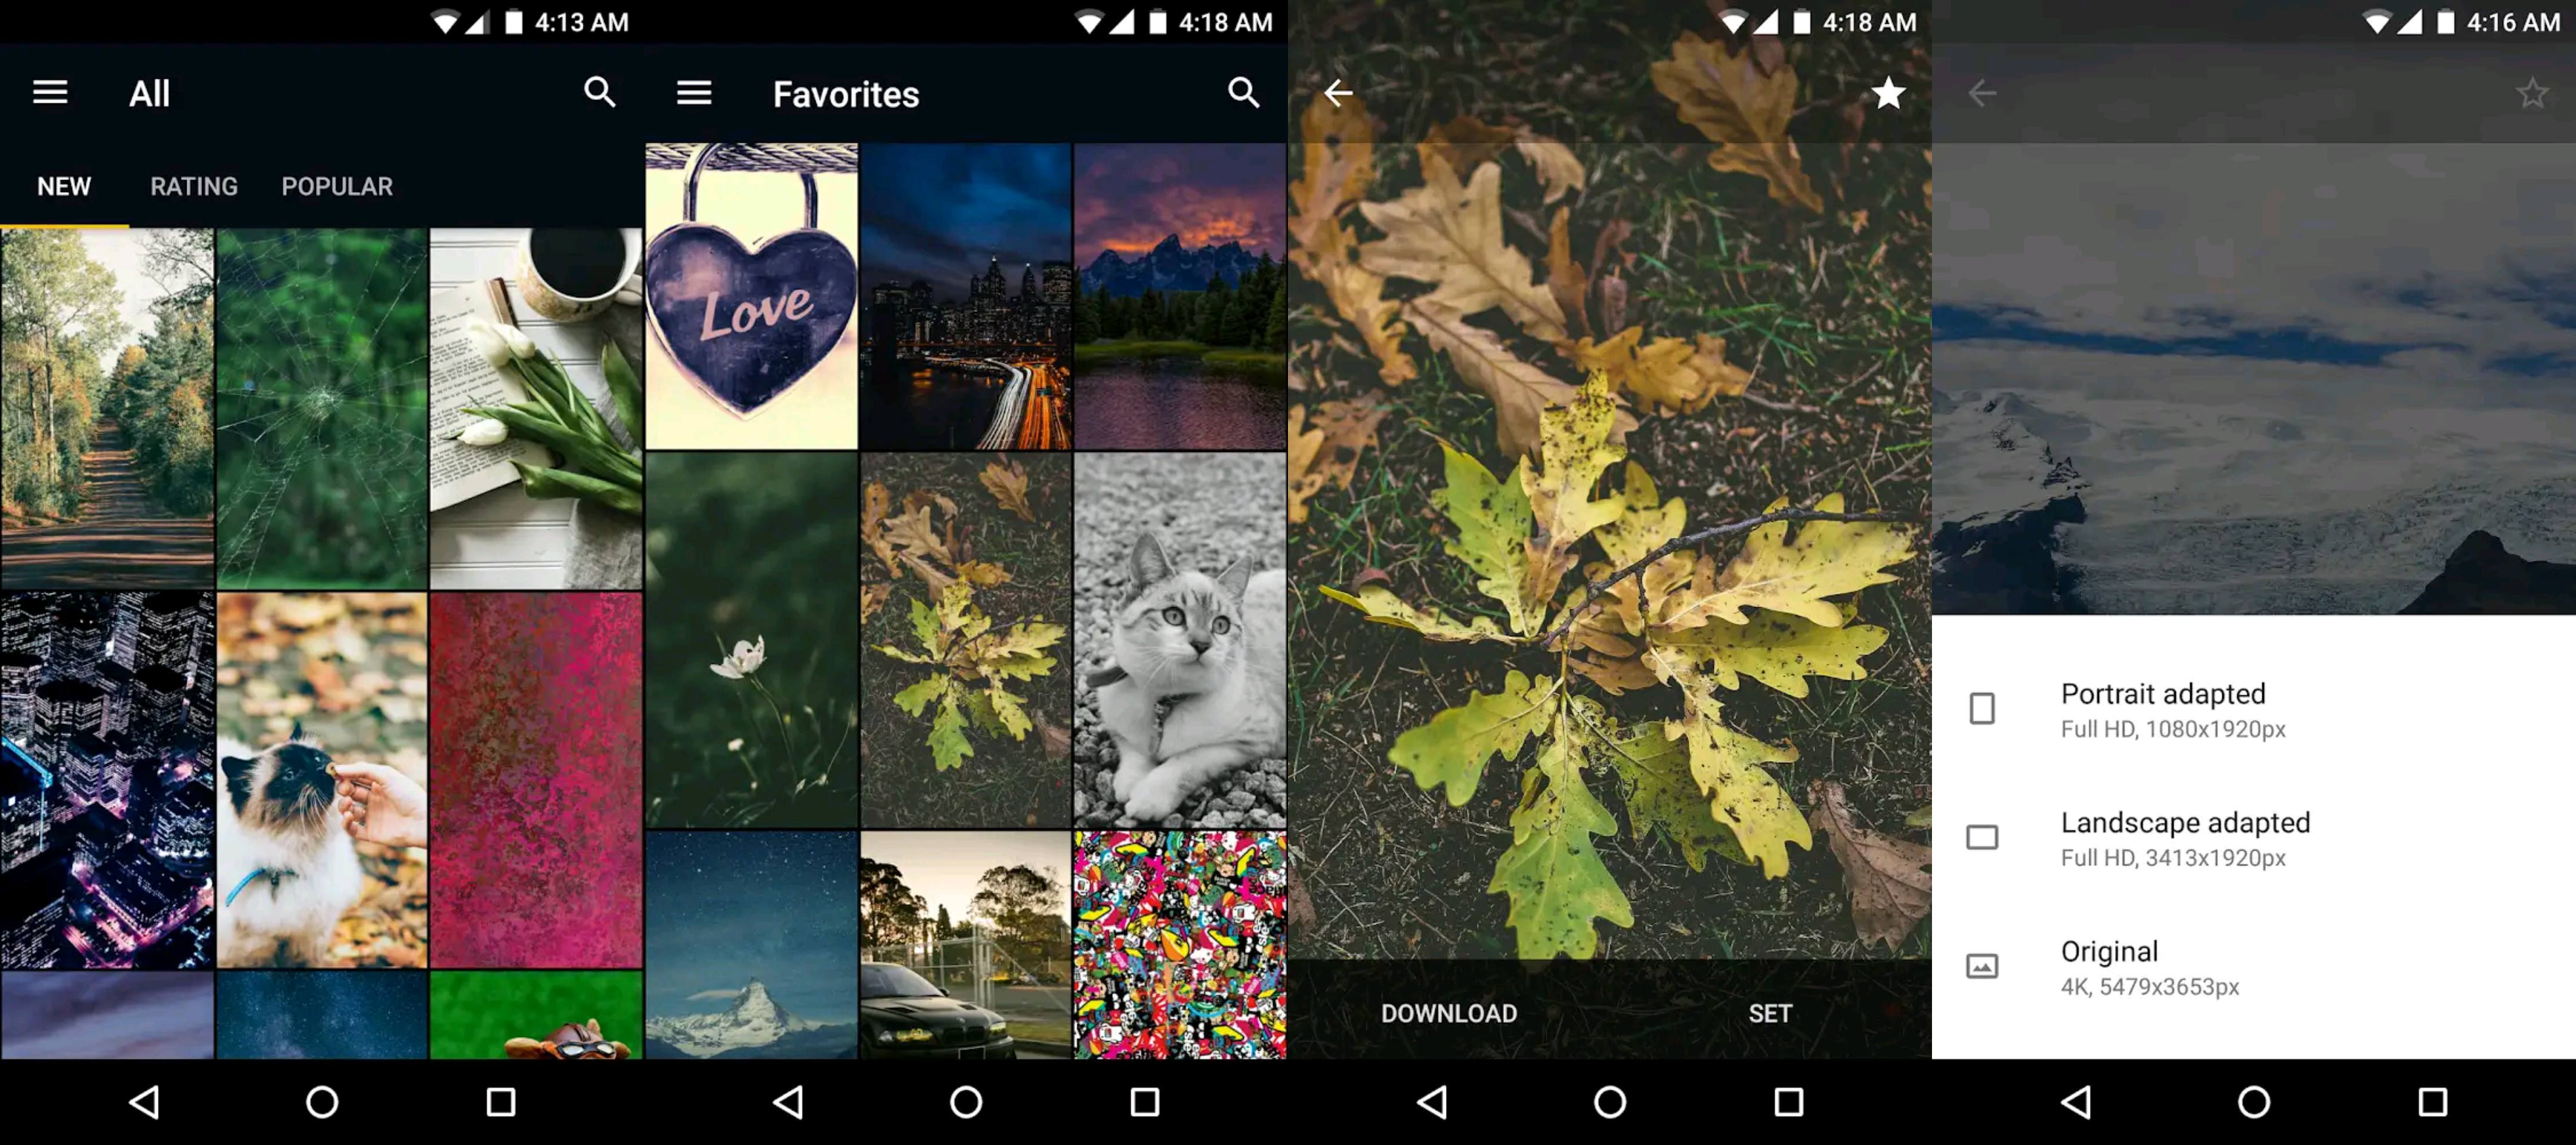 4:13 AM
All
NEW
RATING
POPULAR
4:18 AM
Favorites
Love
4:18 AM
DOWNLOAD
SET
4:16 AM
Portrait adapted
Full HD, 1080x1920px
Landscape adapted
Full HD, 3413x1920px
Original
4K, 5479x3653px